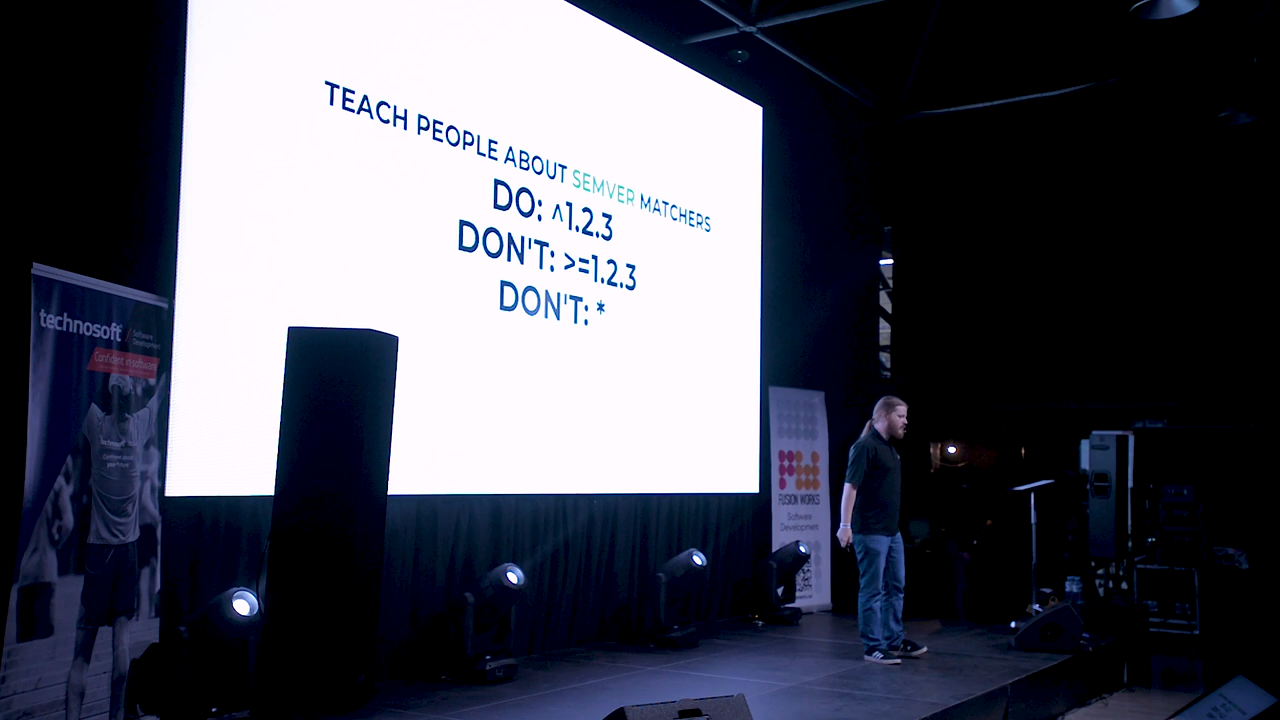 TEACH PEOPLE ABOUT SEMVER MATCHERS
DO: ^1.2.3
DON'T: >=1.2.3
DON'T: *
technosoft
Software
Development
Confident in software
FUSION WORKS
Software
Development